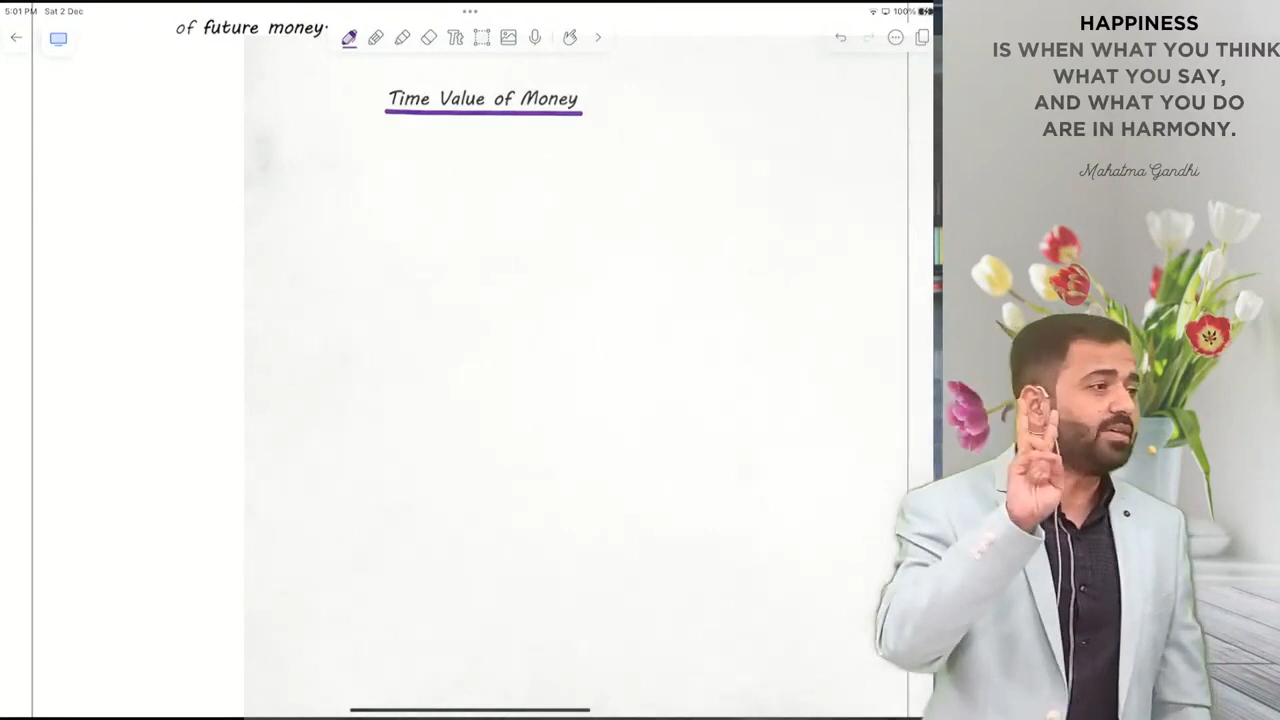 5:01 PM Sat 2 Dec
100%
of future money.
Time Value of Money
HAPPINESS
IS WHEN WHAT YOU THINK
WHAT YOU SAY,
AND WHAT YOU DO
ARE IN HARMONY.
Mahatma Gandhi